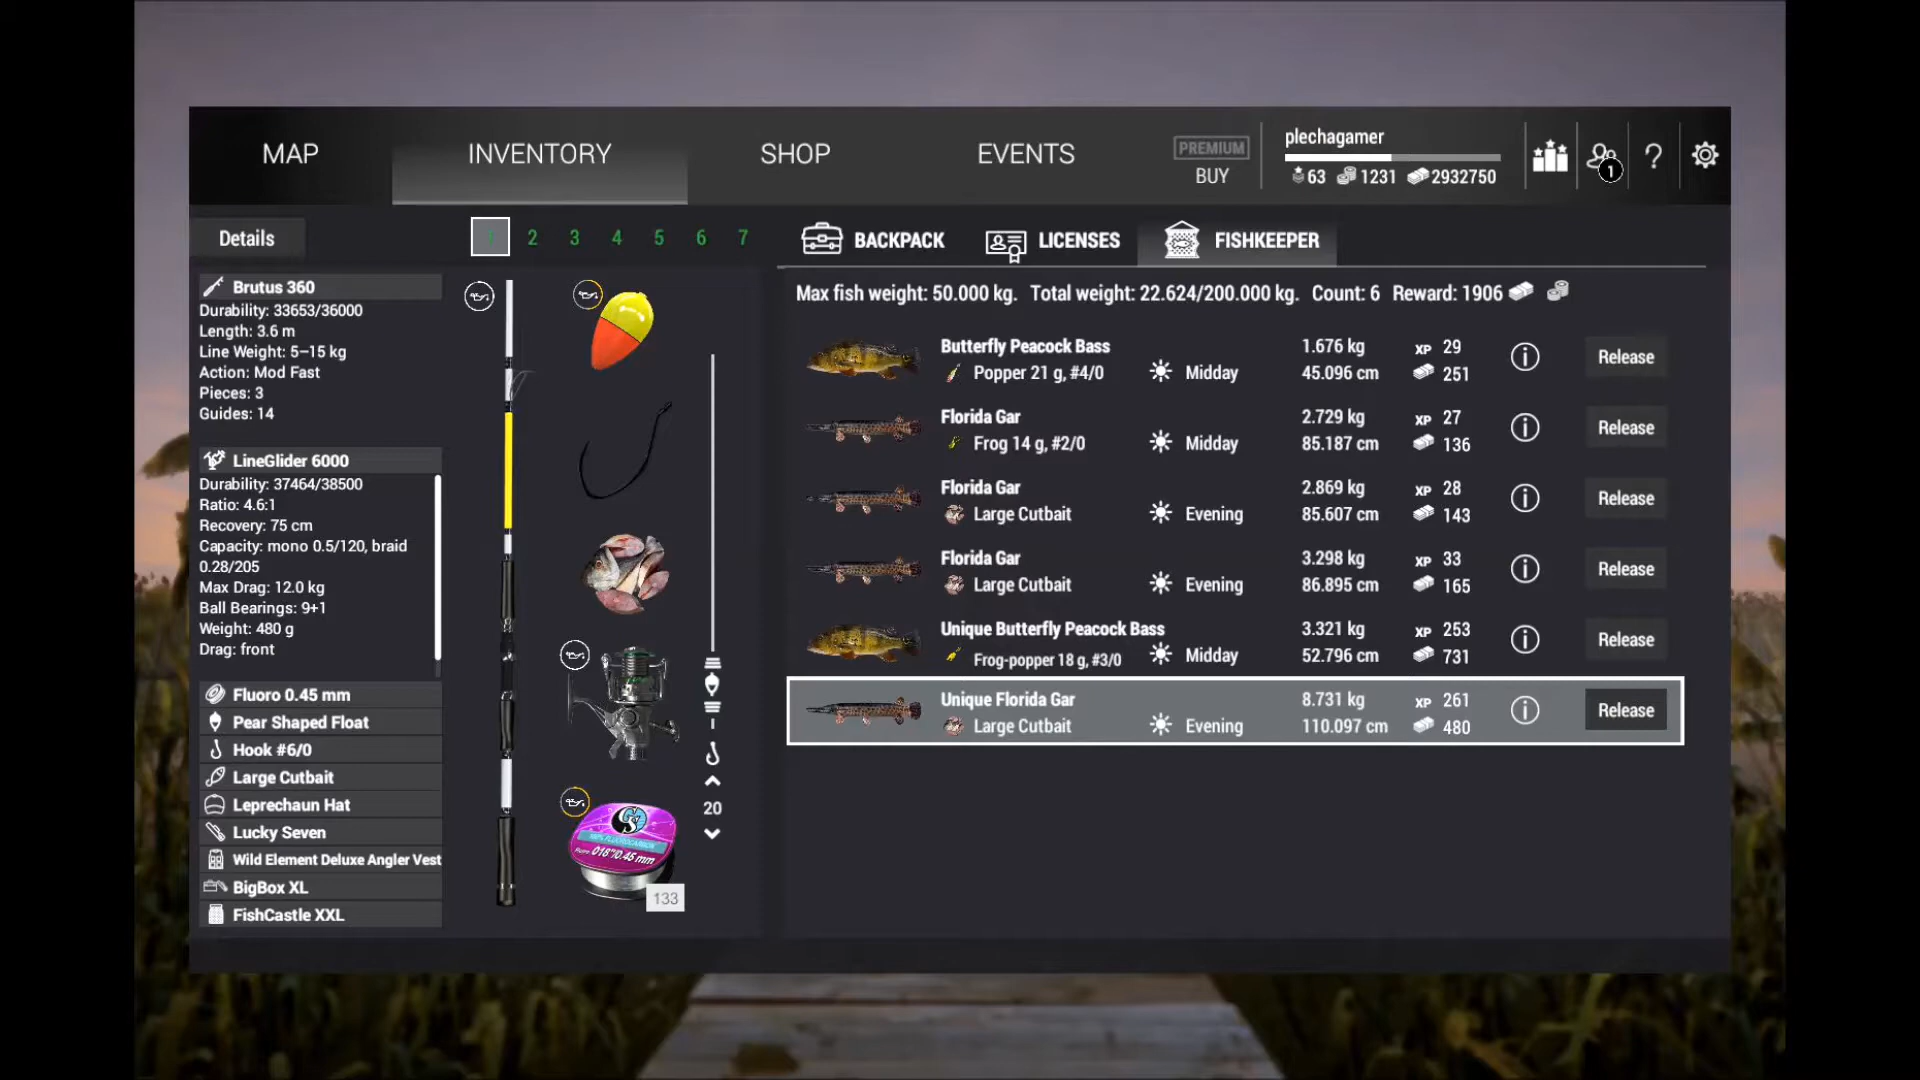 MAP
INVENTORY
SHOP
EVENTS
PREMIUM
BUY
plechagamer
63 1231 2932750
1
?
Details
1 2 3 4 5 6 7
BACKPACK
LICENSES
FISHKEEPER
Max fish weight: 50.000 kg. Total weight: 22.624/200.000 kg. Count: 6 Reward: 1906
Brutus 360
Durability: 33653/36000
Length: 3.6 m
Line Weight: 5–15 kg
Action: Mod Fast
Pieces: 3
Guides: 14
LineGlider 6000
Durability: 37464/38500
Ratio: 4.6:1
Recovery: 75 cm
Capacity: mono 0.5/120, braid
0.28/205
Max Drag: 12.0 kg
Ball Bearings: 9+1
Weight: 480 g
Drag: front
Fluoro 0.45 mm
Pear Shaped Float
Hook #6/0
Large Cutbait
Leprechaun Hat
Lucky Seven
Wild Element Deluxe Angler Vest
BigBox XL
FishCastle XXL
20
018"/0.45 mm
133
Butterfly Peacock Bass 1.676 kg XP 29
Popper 21 g, #4/0 Midday 45.096 cm 251
Release
Florida Gar 2.729 kg XP 27
Frog 14 g, #2/0 Midday 85.187 cm 136
Release
Florida Gar 2.869 kg XP 28
Large Cutbait Evening 85.607 cm 143
Release
Florida Gar 3.298 kg XP 33
Large Cutbait Evening 86.895 cm 165
Release
Unique Butterfly Peacock Bass 3.321 kg XP 253
Frog-popper 18 g, #3/0 Midday 52.796 cm 731
Release
Unique Florida Gar 8.731 kg XP 261
Large Cutbait Evening 110.097 cm 480
Release